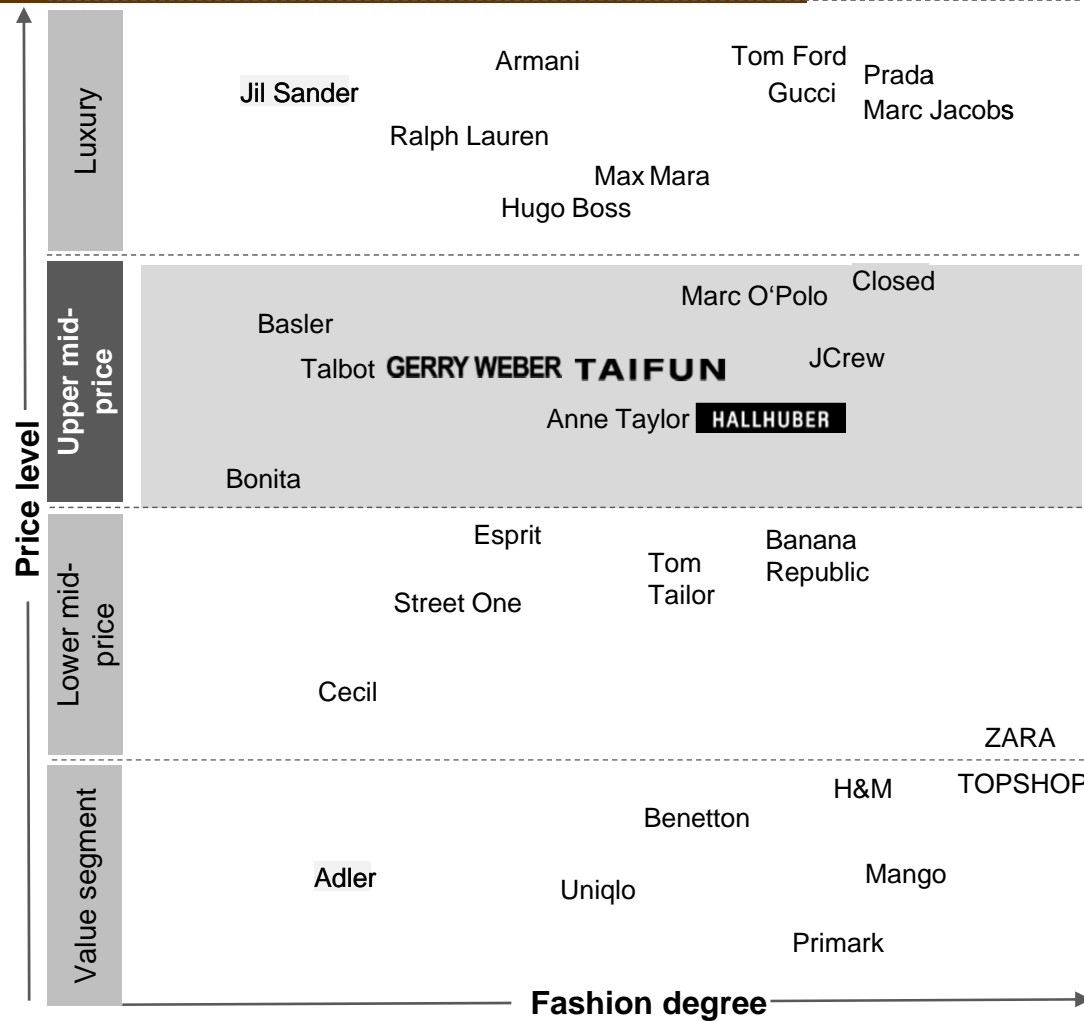 Price level
Luxury
Armani
Tom Ford
Prada
Jil Sander
Gucci
Marc Jacobs
Ralph Lauren
Max Mara
Hugo Boss
Upper mid-
price
Closed
Marc O‘Polo
Basler
Talbot GERRY WEBER TAIFUN
JCrew
Anne Taylor HALLHUBER
Bonita
Lower mid-
price
Esprit
Banana
Republic
Tom
Tailor
Street One
Cecil
ZARA
Value segment
H&M
TOPSHOP
Benetton
Adler
Uniqlo
Mango
Primark
Fashion degree